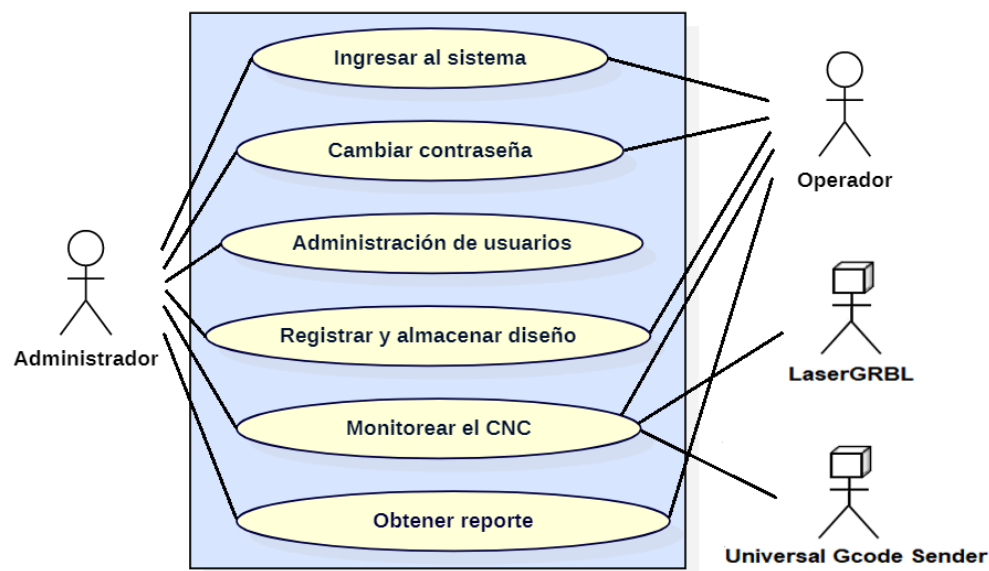 Ingresar al sistema
Cambiar contraseña
Operador
Administración de usuarios
Registrar y almacenar diseño
Administrador
LaserGRBL
Monitorear el CNC
Obtener reporte
Universal Gcode Sender